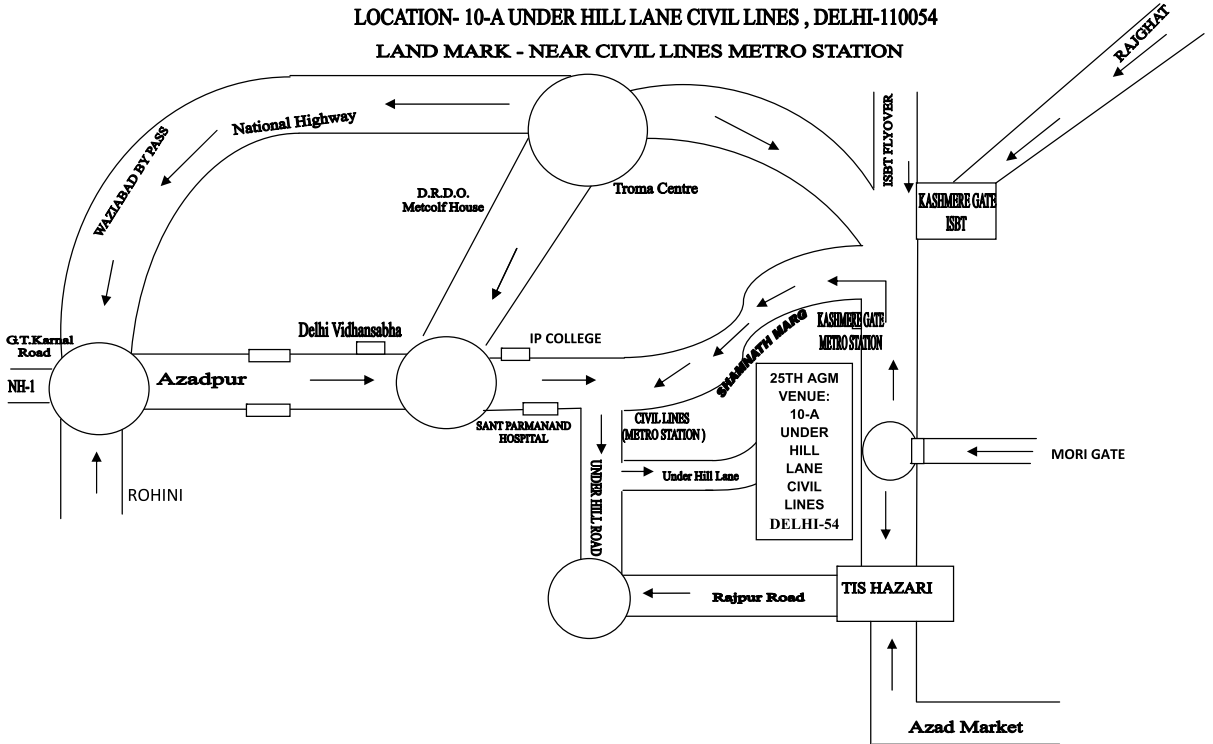 LOCATION- 10-A UNDER HILL LANE CIVIL LINES , DELHI-110054
LAND MARK - NEAR CIVIL LINES METRO STATION
RAJGHAT
National Highway
WAZIABAD BY PASS
ISBT FLYOVER
D.R.D.O.
Metcolf House
Troma Centre
KASHMERE GATE
ISBT
Delhi Vidhansabha
IP COLLEGE
SHAMNATH MARG
KASHMERE GATE
METRO STATION
G.T.Karnal
Road
NH-1
Azadpur
SANT PARMANAND
HOSPITAL
CIVIL LINES
(METRO STATION )
25TH AGM
VENUE:
10-A
UNDER
HILL
LANE
CIVIL
LINES
DELHI-54
MORI GATE
ROHINI
UNDER HILL ROAD
Under Hill Lane
Rajpur Road
TIS HAZARI
Azad Market